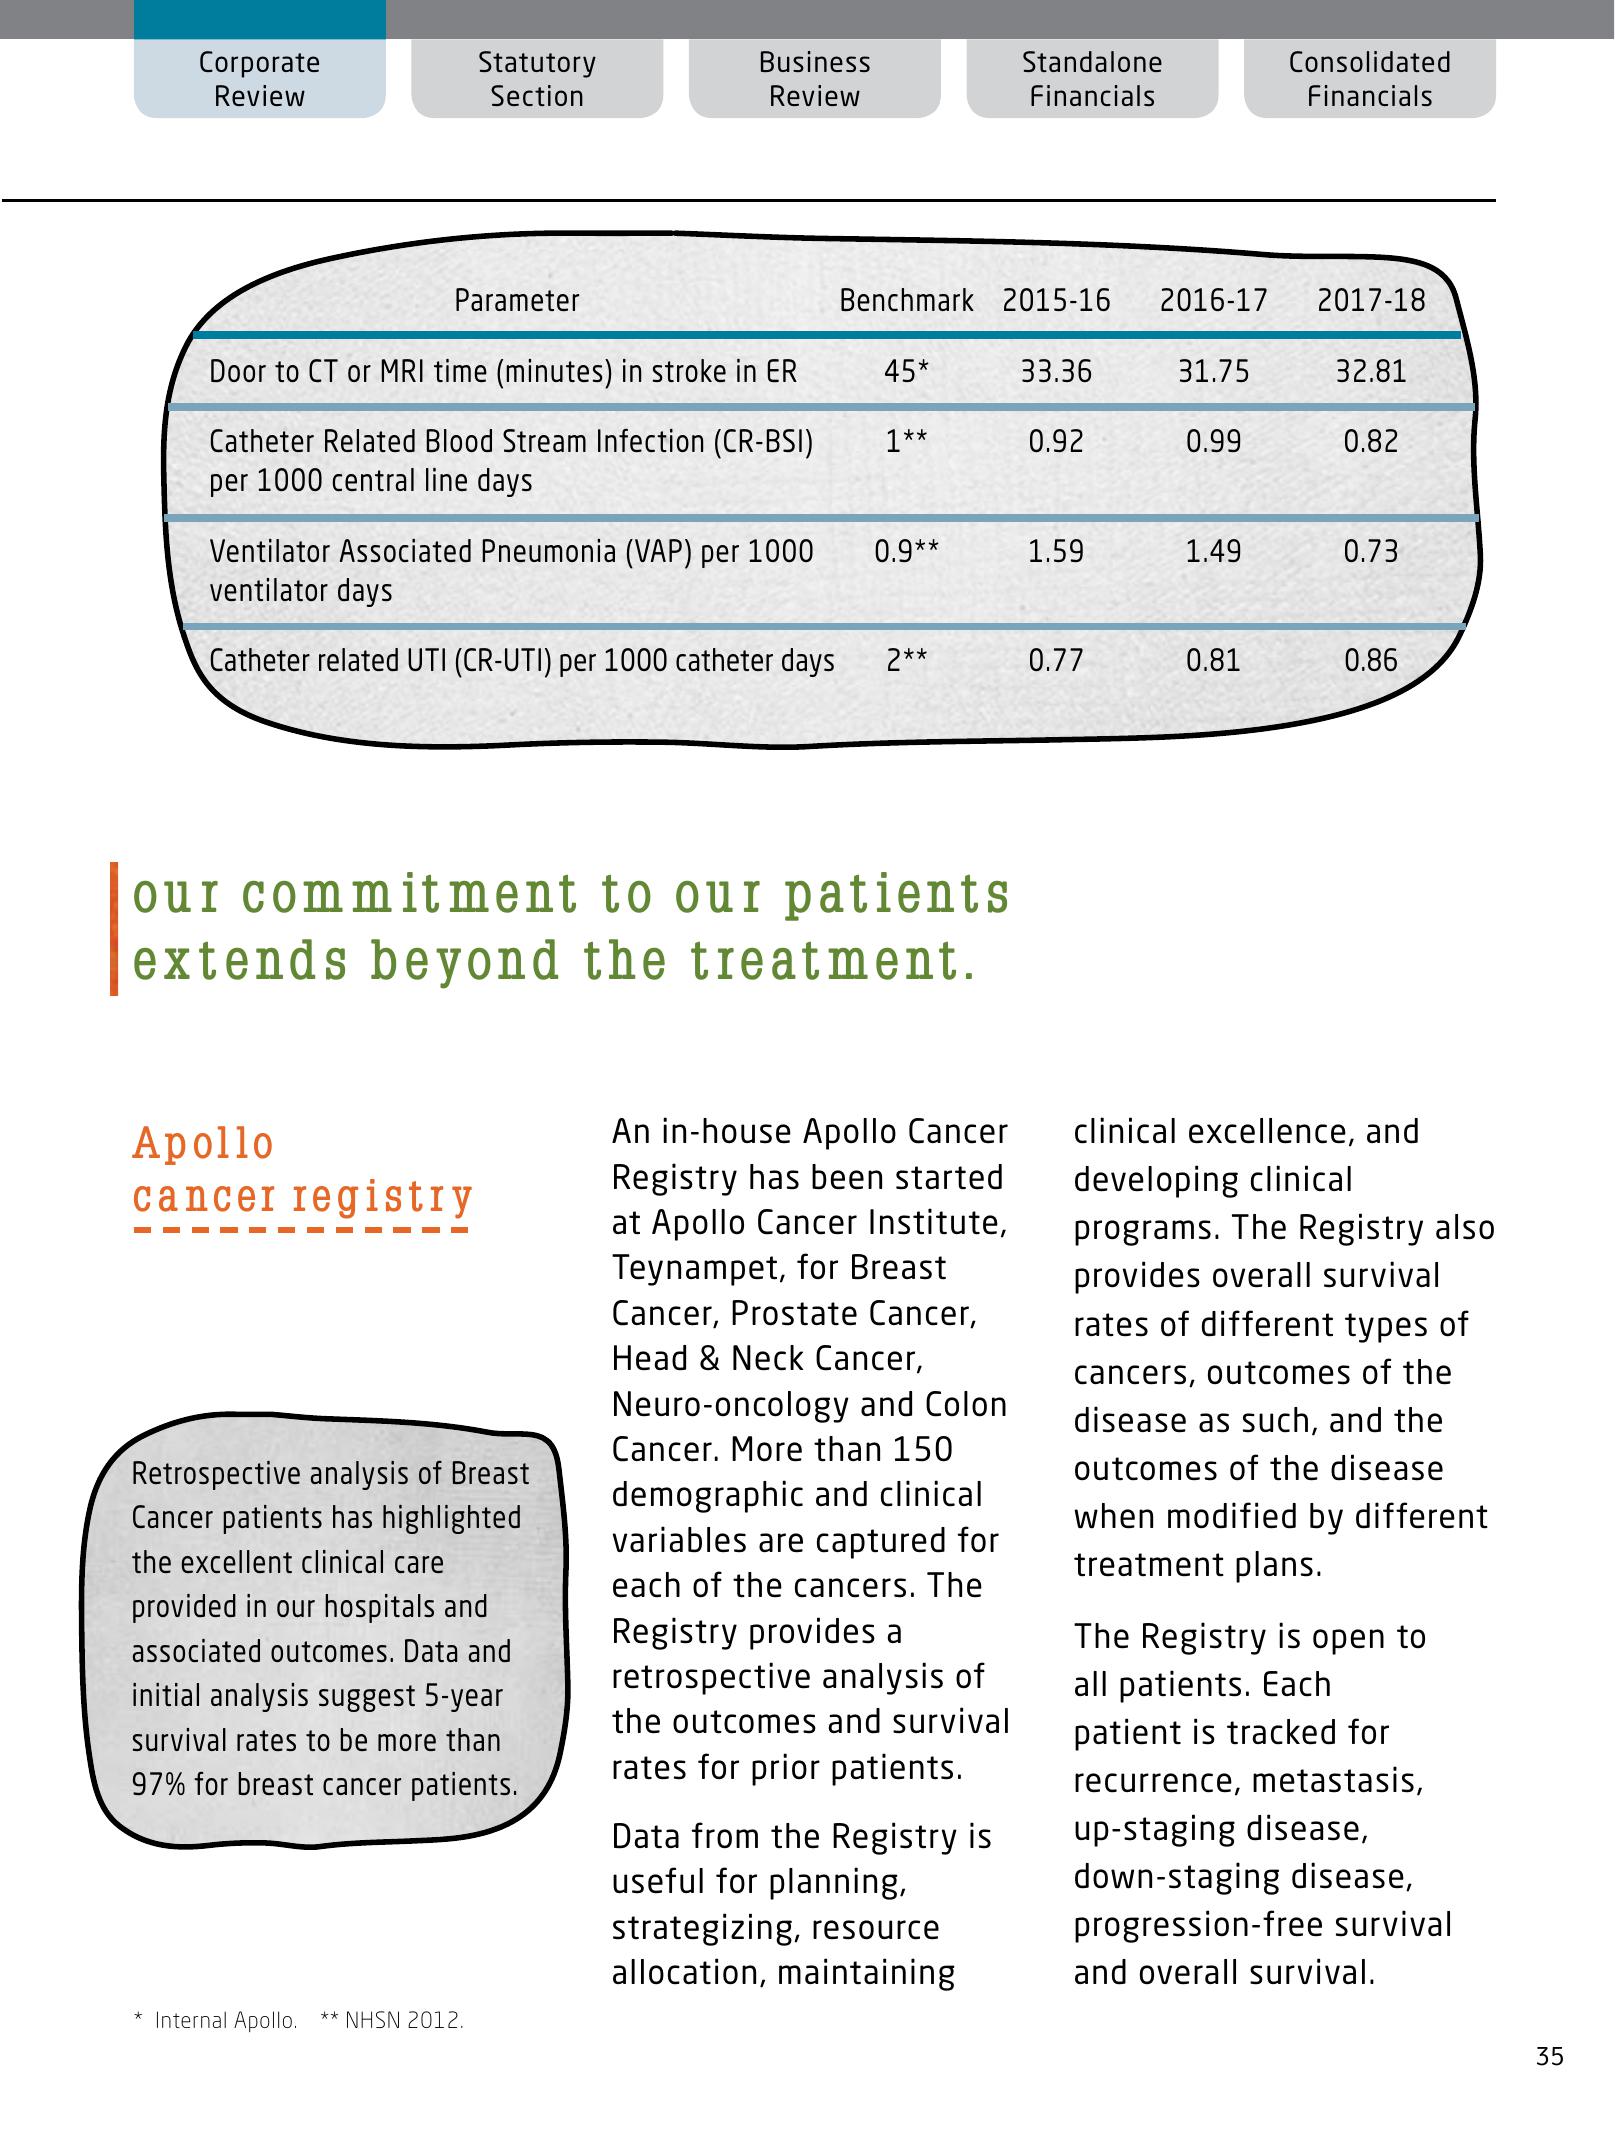 Corporate
Review
Statutory
Section
Business
Review
Standalone
Financials
Consolidated
Financials
Parameter Benchmark 2015-16 2016-17 2017-18
Door to CT or MRI time (minutes) in stroke in ER 45* 33.36 31.75 32.81
Catheter Related Blood Stream Infection (CR-BSI) 1** 0.92 0.99 0.82
per 1000 central line days
Ventilator Associated Pneumonia (VAP) per 1000 0.9** 1.59 1.49 0.73
ventilator days
Catheter related UTI (CR-UTI) per 1000 catheter days 2** 0.77 0.81 0.86
our commitment to our patients
extends beyond the treatment.
Apollo
cancer registry
Retrospective analysis of Breast
Cancer patients has highlighted
the excellent clinical care
provided in our hospitals and
associated outcomes. Data and
initial analysis suggest 5-year
survival rates to be more than
97% for breast cancer patients.
An in-house Apollo Cancer
Registry has been started
at Apollo Cancer Institute,
Teynampet, for Breast
Cancer, Prostate Cancer,
Head & Neck Cancer,
Neuro-oncology and Colon
Cancer. More than 150
demographic and clinical
variables are captured for
each of the cancers. The
Registry provides a
retrospective analysis of
the outcomes and survival
rates for prior patients.
Data from the Registry is
useful for planning,
strategizing, resource
allocation, maintaining
clinical excellence, and
developing clinical
programs. The Registry also
provides overall survival
rates of different types of
cancers, outcomes of the
disease as such, and the
outcomes of the disease
when modified by different
treatment plans.
The Registry is open to
all patients. Each
patient is tracked for
recurrence, metastasis,
up-staging disease,
down-staging disease,
progression-free survival
and overall survival.
* Internal Apollo. ** NHSN 2012.
35